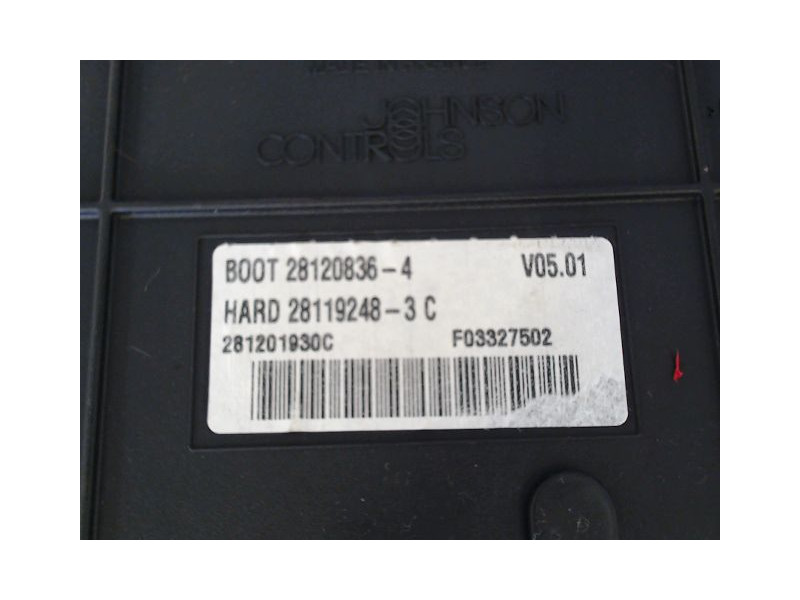 JOHNSON
CONTROLS
BOOT 28120836-4 V05.01
HARD 28119248-3 C
281201930C F03327502